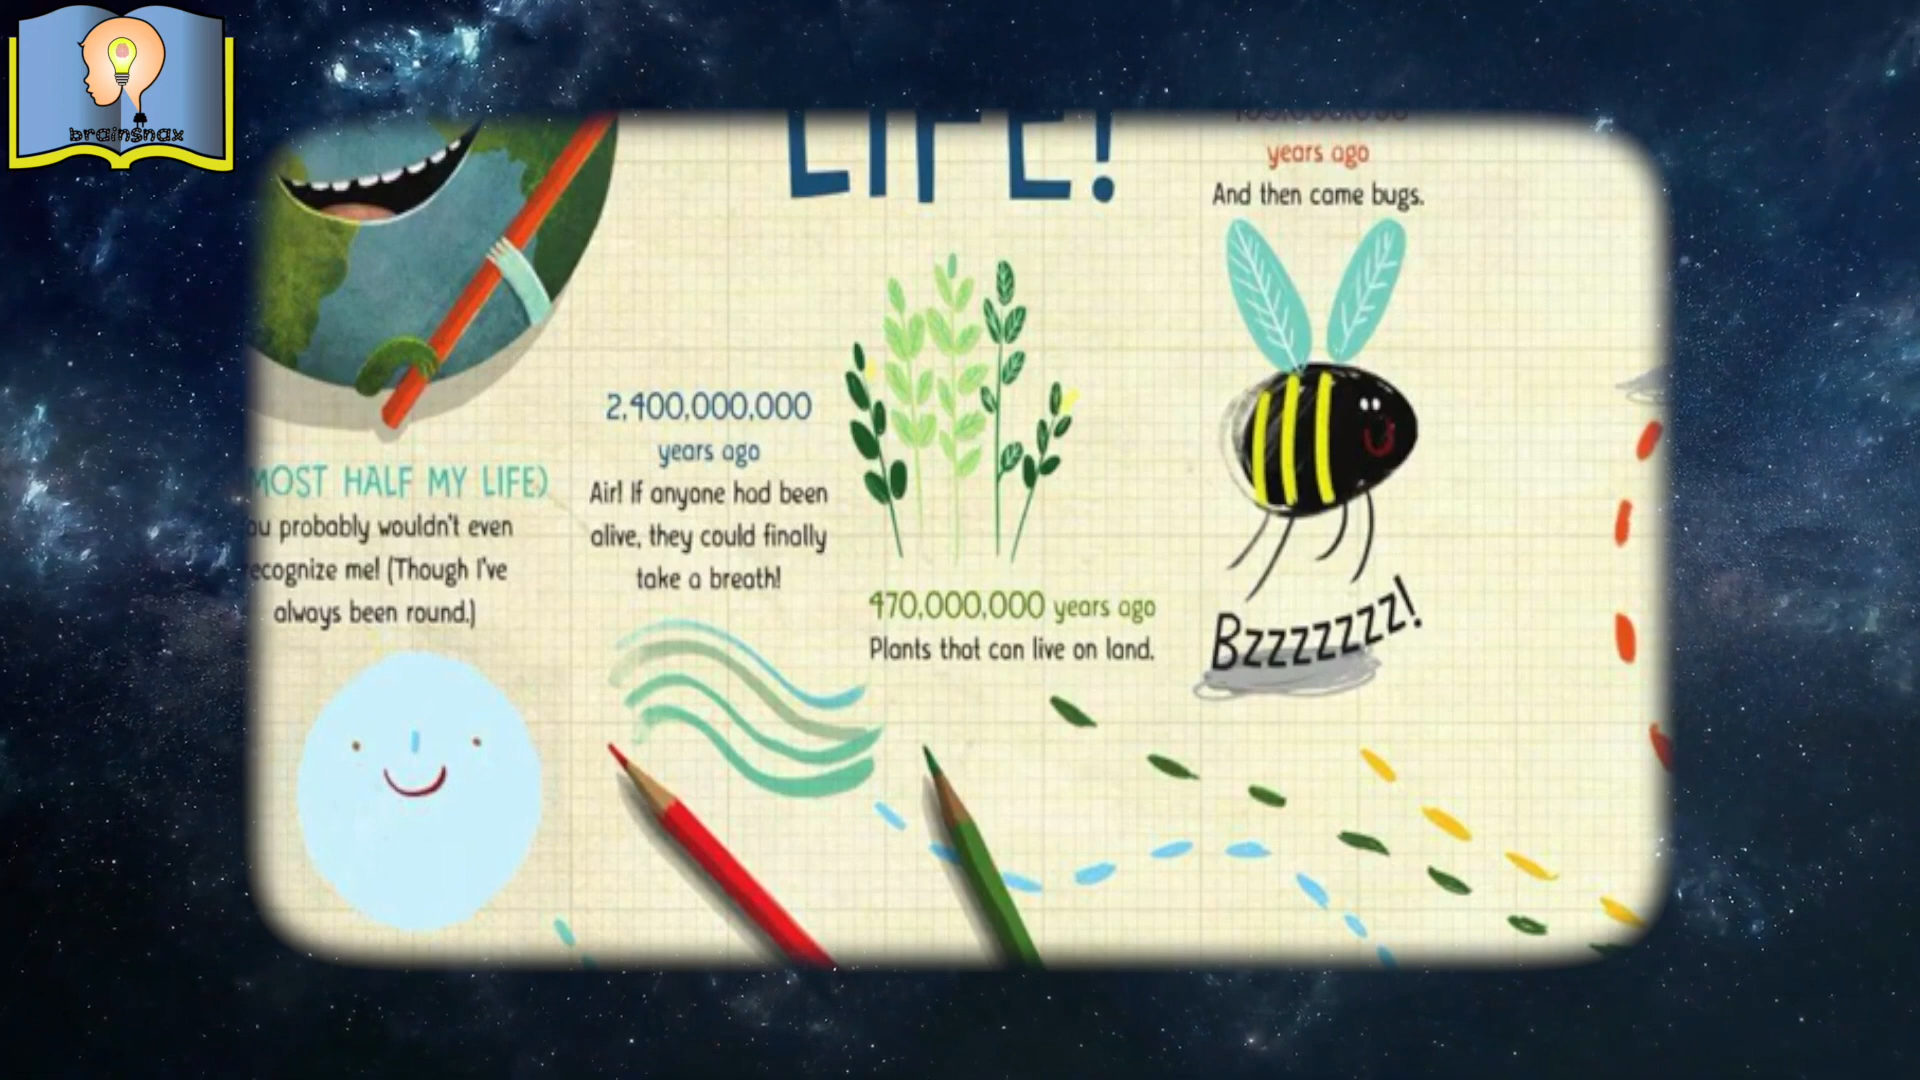 brainsnax
LIFE!
years ago
And then came bugs.
2,400,000,000
years ago
Air! If anyone had been
alive, they could finally
take a breath!
MOST HALF MY LIFE)
ou probably wouldn't even
ecognize me! (Though I've
always been round.)
470,000,000 years ago
Plants that can live on land.
Bzzzzzzz!